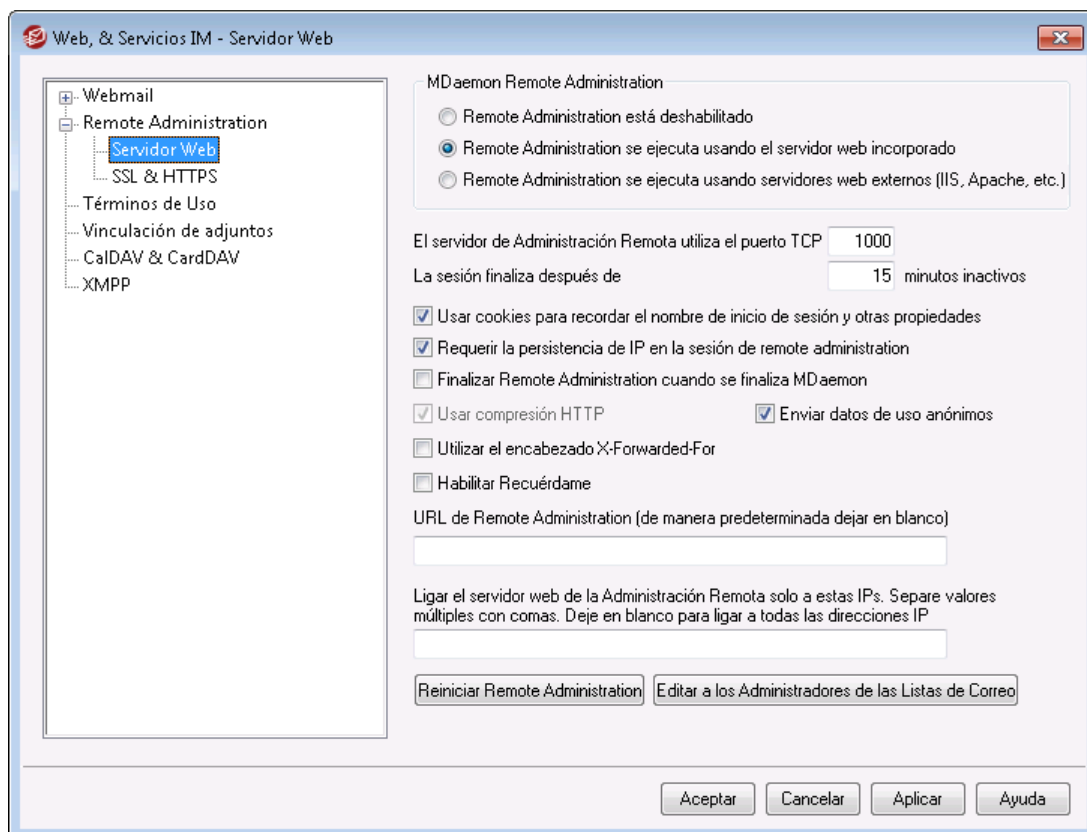 Web, & Servicios IM - Servidor Web
Webmail
Remote Administration
Servidor Web
SSL & HTTPS
Términos de Uso
Vinculación de adjuntos
CalDAV & CardDAV
XMPP
MDaemon Remote Administration
Remote Administration está deshabilitado
Remote Administration se ejecuta usando el servidor web incorporado
Remote Administration se ejecuta usando servidores web externos (IIS, Apache, etc.)
El servidor de Administración Remota utiliza el puerto TCP 1000
La sesión finaliza después de 15 minutos inactivos
Usar cookies para recordar el nombre de inicio de sesión y otras propiedades
Requerir la persistencia de IP en la sesión de remote administration
Finalizar Remote Administration cuando se finaliza MDaemon
Usar compresión HTTP Enviar datos de uso anónimos
Utilizar el encabezado X-Forwarded-For
Habilitar Recuérdame
URL de Remote Administration (de manera predeterminada dejar en blanco)
Ligar el servidor web de la Administración Remota solo a estas IPs. Separe valores
múltiples con comas. Deje en blanco para ligar a todas las direcciones IP
Reiniciar Remote Administration Editar a los Administradores de las Listas de Correo
Aceptar Cancelar Aplicar Ayuda